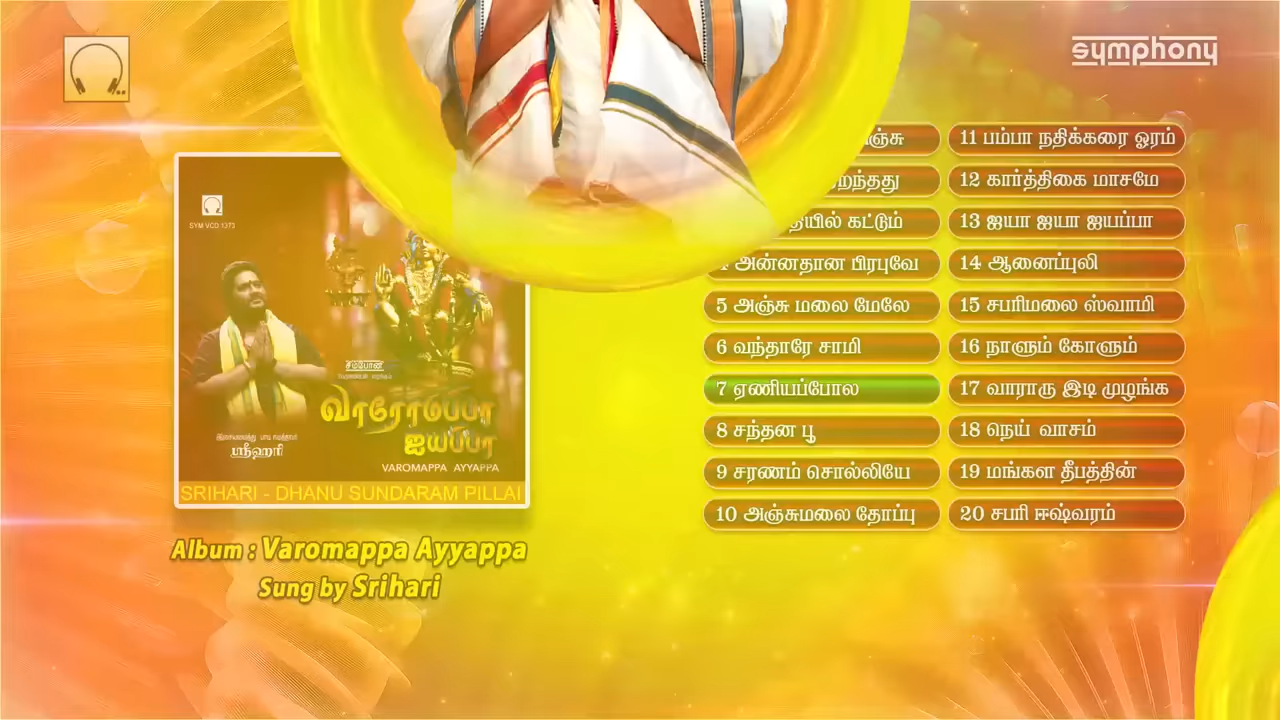 symphony
SYM VCD 1373
சிம்போனி
வாரோமப்பா
ஐயப்பா
ஸ்ரீஹரி
VAROMAPPA AYYAPPA
SRIHARI - DHANU SUNDARAM PILLAI
Album : Varomappa Ayyappa
Sung by Srihari
கட்டும்
அன்னதான பிரபுவே
5 அஞ்சு மலை மேலே
6 வந்தாரே சாமி
7 ஏணியப்போல
8 சந்தன பூ
9 சரணம் சொல்லியே
10 அஞ்சுமலை தோப்பு
11 பம்பா நதிக்கரை ஓரம்
12 கார்த்திகை மாசமே
13 ஐயா ஐயா ஐயப்பா
14 ஆனைப்புலி
15 சபரிமலை ஸ்வாமி
16 நாளும் கோளும்
17 வாராரு இடி முழங்க
18 நெய் வாசம்
19 மங்கள தீபத்தின்
20 சபரி ஈஷ்வரம்